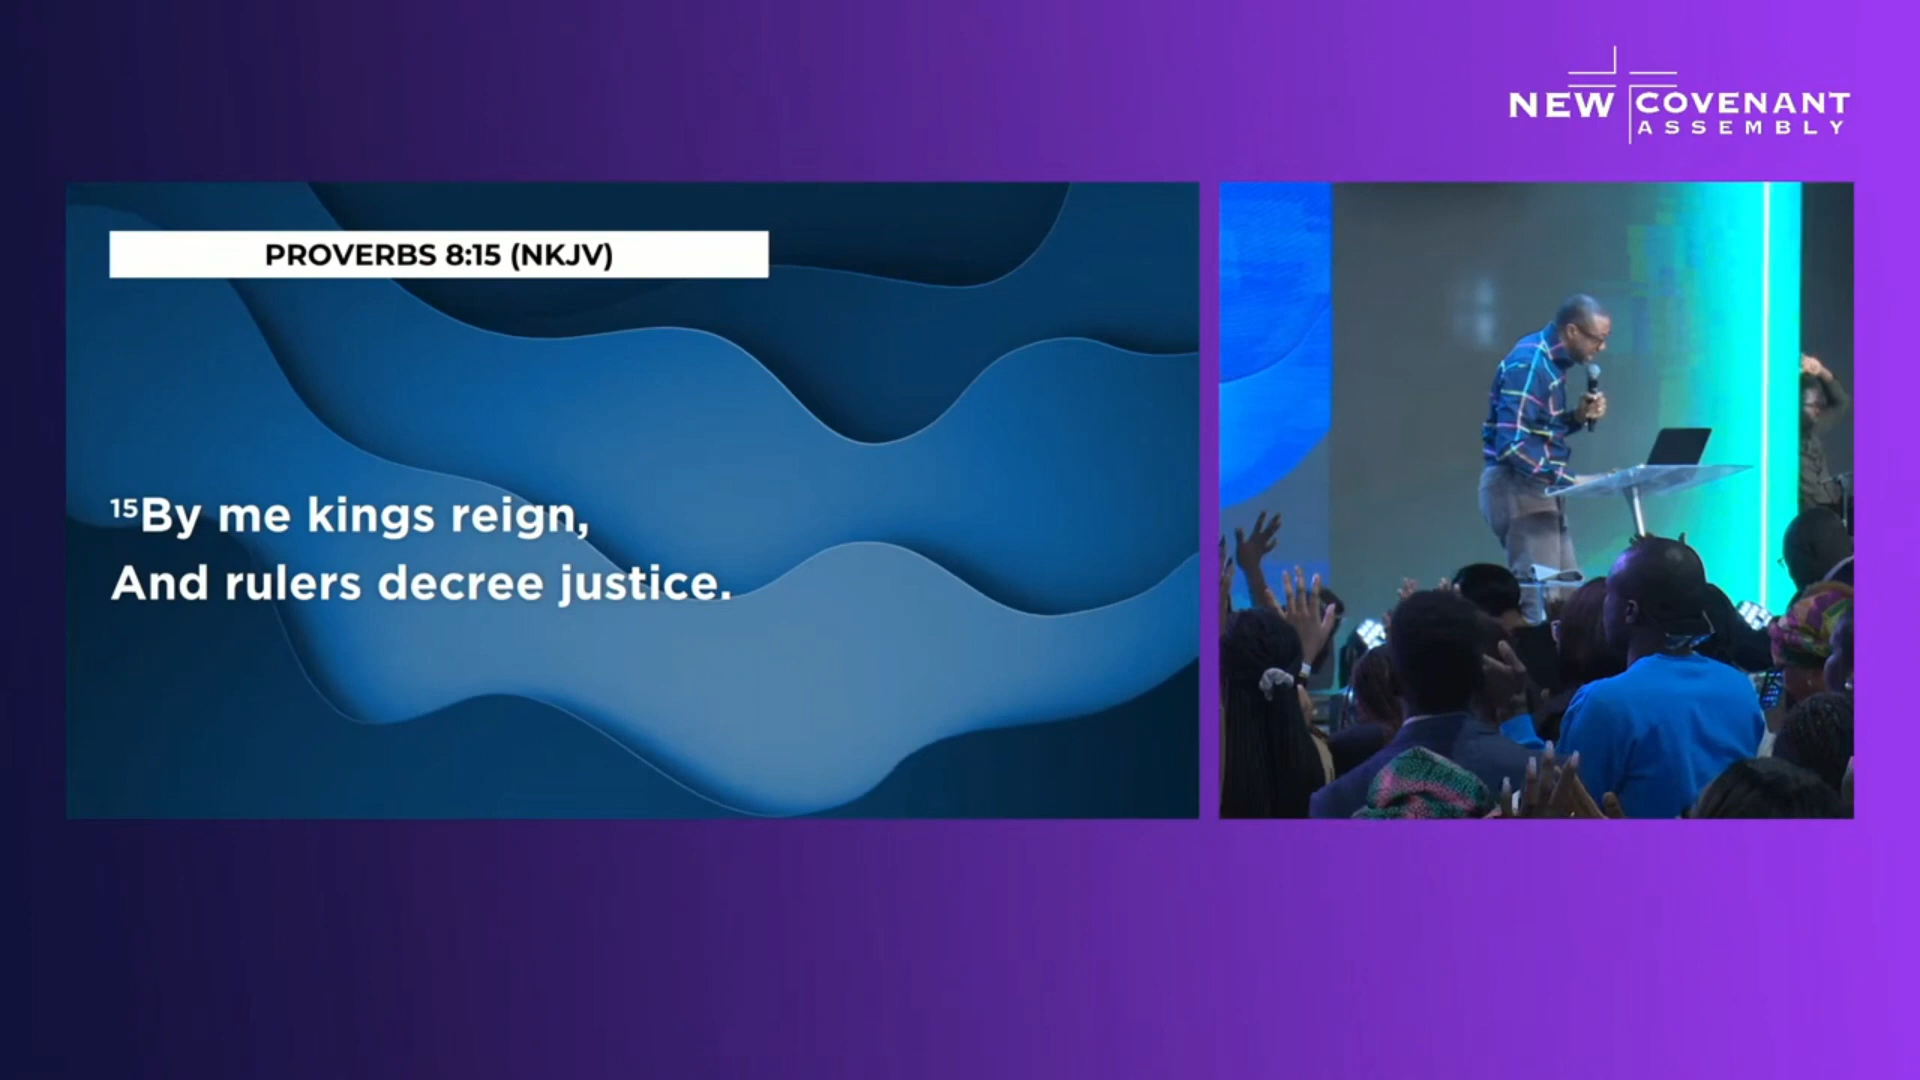 NEW COVENANT
ASSEMBLY
PROVERBS 8:15 (NKJV)
¹⁵By me kings reign,
And rulers decree justice.